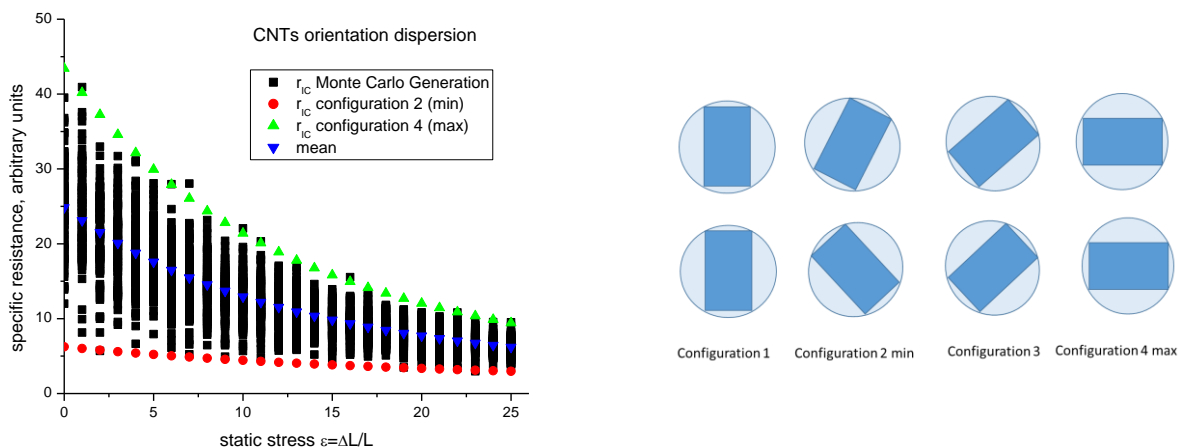 CNTs orientation dispersion
r_IC Monte Carlo Generation
r_IC configuration 2 (min)
r_IC configuration 4 (max)
mean
50
40
30
20
10
0
specific resistance, arbitrary units
0 5 10 15 20 25
static stress ε=ΔL/L
Configuration 1 Configuration 2 min Configuration 3 Configuration 4 max